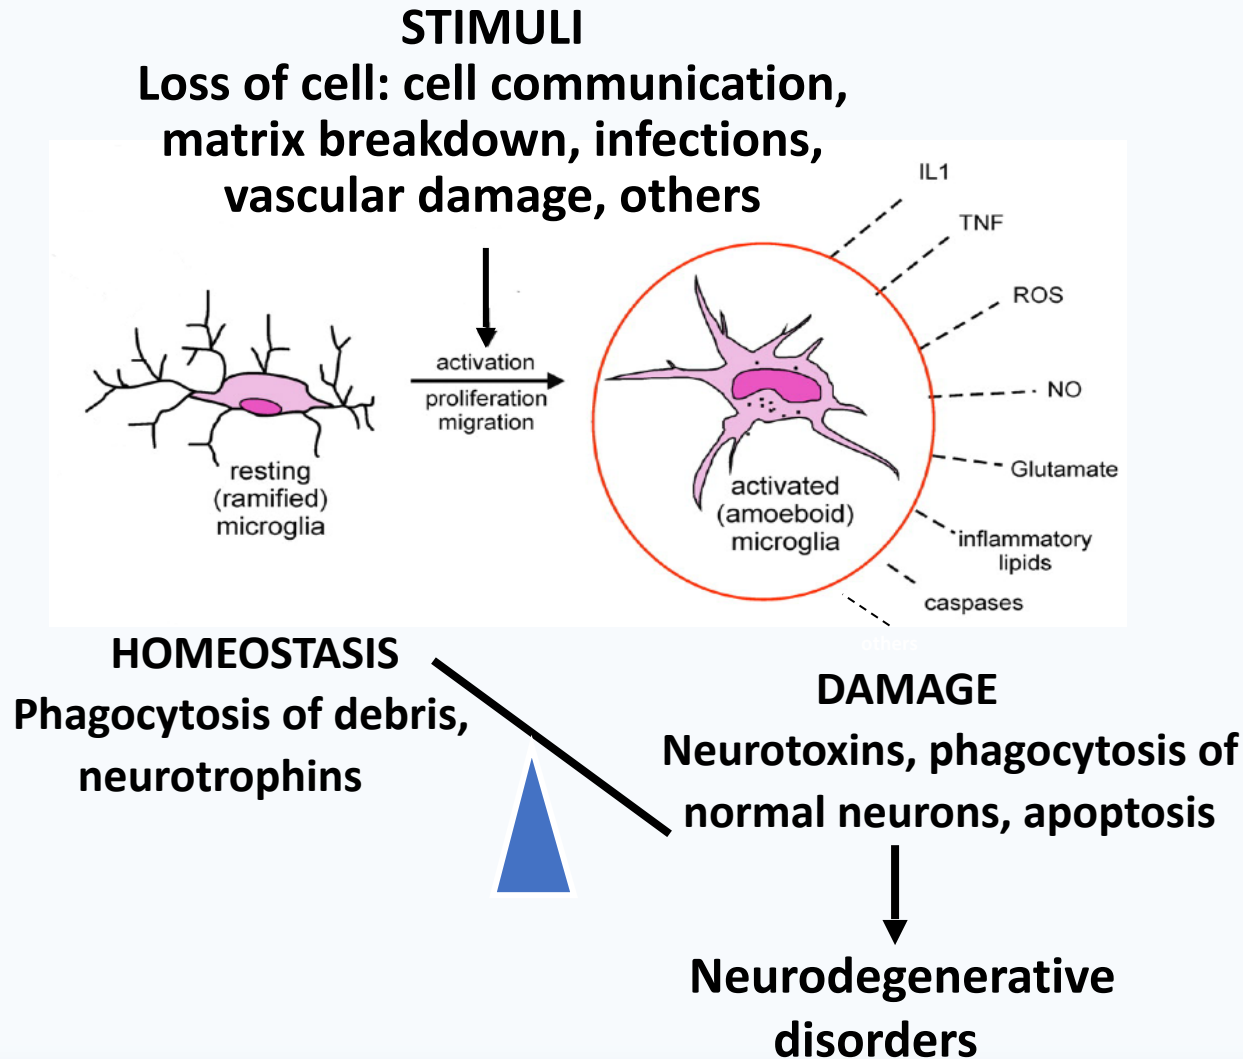 STIMULI
Loss of cell: cell communication,
matrix breakdown, infections,
vascular damage, others
IL1
TNF
ROS
NO
Glutamate
inflammatory
lipids
caspases
others
activation
proliferation
migration
resting
(ramified)
microglia
activated
(amoeboid)
microglia
HOMEOSTASIS
Phagocytosis of debris,
neurotrophins
DAMAGE
Neurotoxins, phagocytosis of
normal neurons, apoptosis
Neurodegenerative
disorders